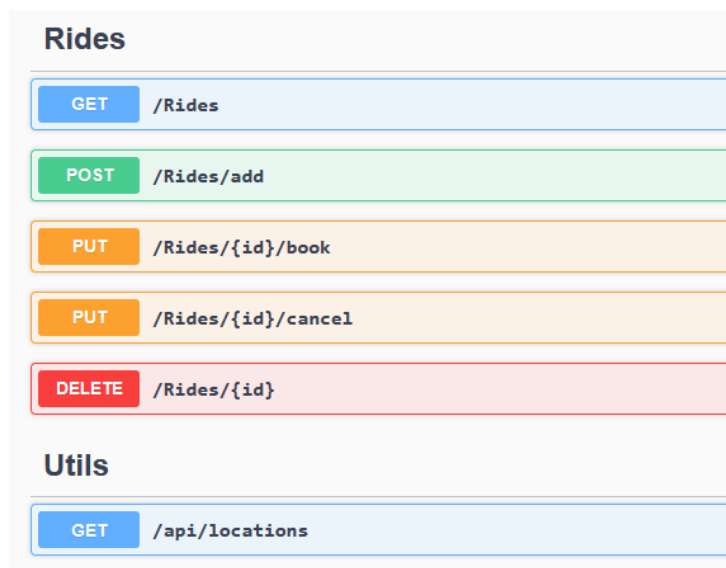 Rides
GET /Rides
POST /Rides/add
PUT /Rides/{id}/book
PUT /Rides/{id}/cancel
DELETE /Rides/{id}
Utils
GET /api/locations